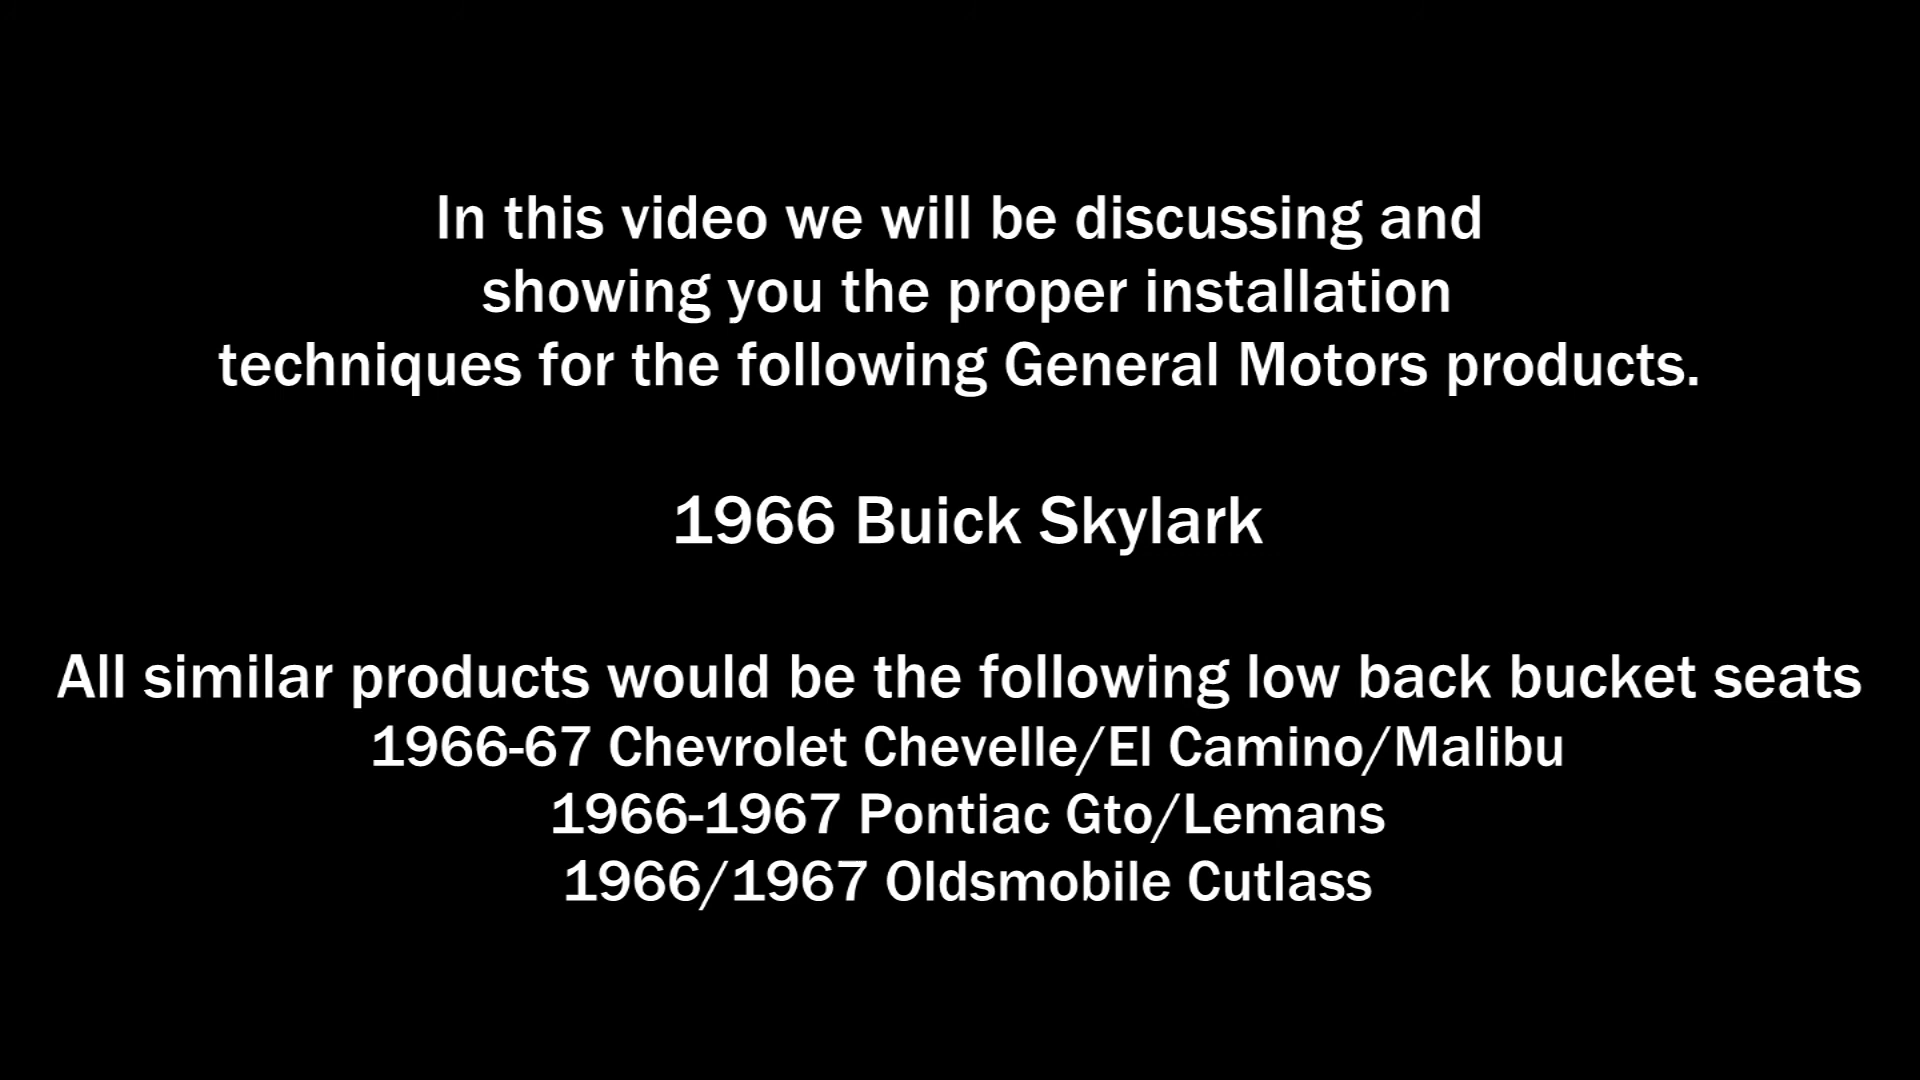 In this video we will be discussing and
showing you the proper installation
techniques for the following General Motors products.
1966 Buick Skylark
All similar products would be the following low back bucket seats
1966-67 Chevrolet Chevelle/El Camino/Malibu
1966-1967 Pontiac Gto/Lemans
1966/1967 Oldsmobile Cutlass